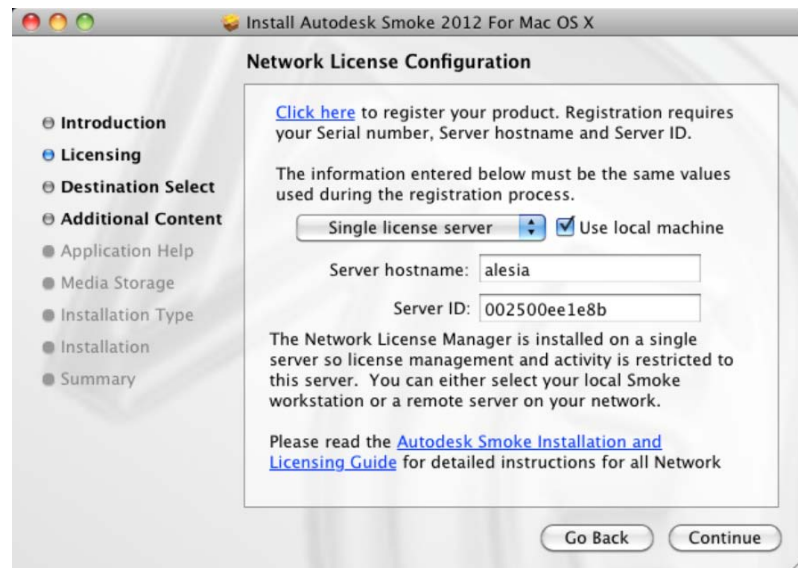 Install Autodesk Smoke 2012 For Mac OS X
Network License Configuration
Introduction
Licensing
Destination Select
Additional Content
Application Help
Media Storage
Installation Type
Installation
Summary
Click here to register your product. Registration requires
your Serial number, Server hostname and Server ID.
The information entered below must be the same values
used during the registration process.
Single license server
Use local machine
Server hostname: alesia
Server ID: 002500ee1e8b
The Network License Manager is installed on a single
server so license management and activity is restricted to
this server. You can either select your local Smoke
workstation or a remote server on your network.
Please read the Autodesk Smoke Installation and
Licensing Guide for detailed instructions for all Network
Go Back
Continue